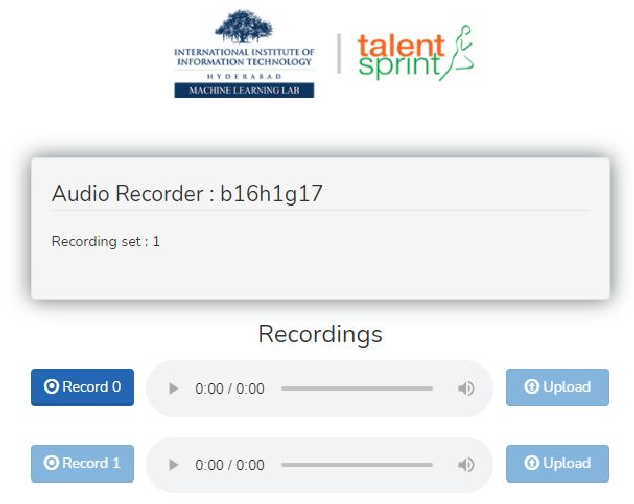 INTERNATIONAL INSTITUTE OF
INFORMATION TECHNOLOGY
HYDERABAD
MACHINE LEARNING LAB
talent
sprint
Audio Recorder : b16h1g17
Recording set : 1
Recordings
Record 0
0:00 / 0:00
Upload
Record 1
0:00 / 0:00
Upload